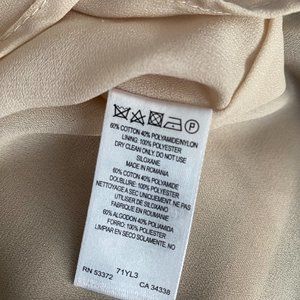 P
60% COTTON 40% POLYAMIDE/NYLON
LINING: 100% POLYESTER
DRY CLEAN ONLY. DO NOT USE
SILOXANE
MADE IN ROMANIA
60% COTON 40% POLYAMIDE
DOUBLURE: 100% POLYESTER
NETTOYAGE A SEC UNIQUEMENT. NE PAS
UTILISER DE SILOXANO
FABRIQUE EN ROUMANIE
60% ALGODON 40% POLIAMIDA
FORRO: 100% POLIESTER
LIMPIAR EN SECO SOLAMENTE. NO
RN 53372 71YL3 CA 34338